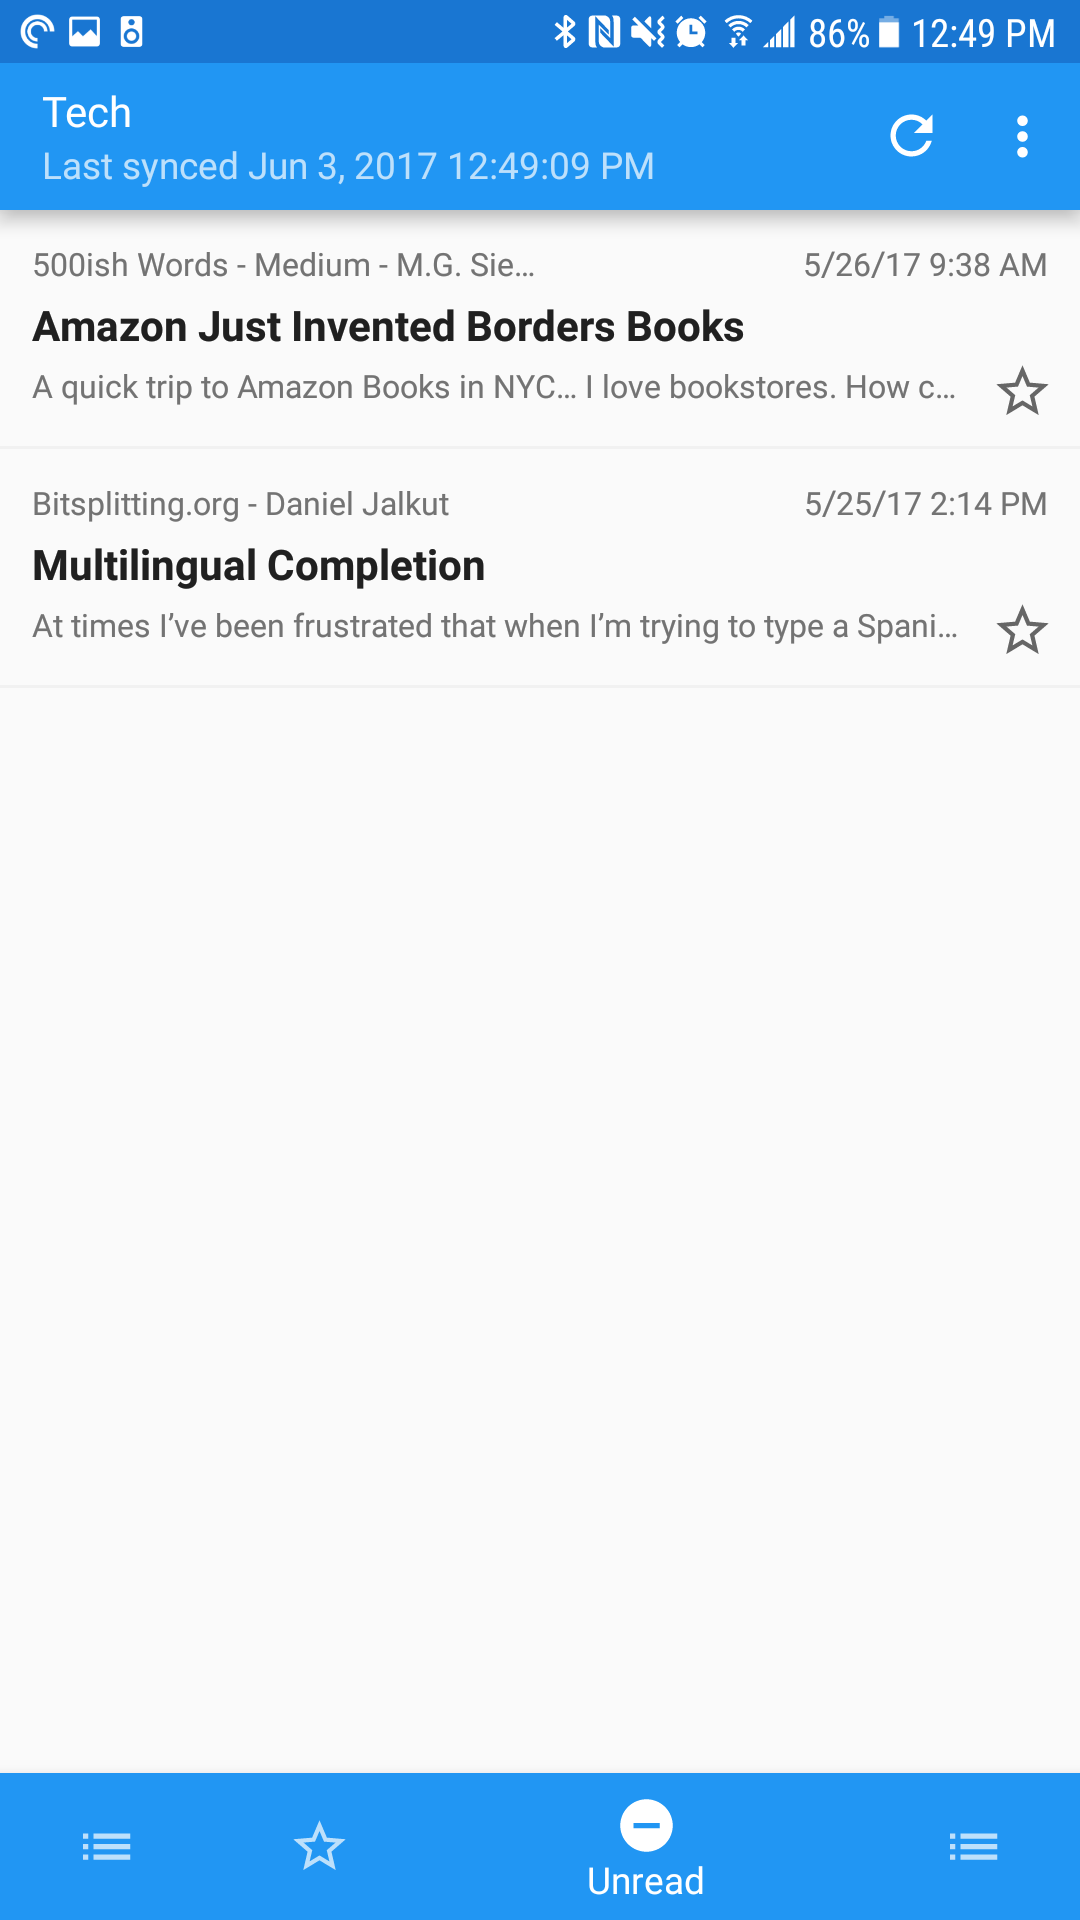 86% 12:49 PM
Tech
Last synced Jun 3, 2017 12:49:09 PM
500ish Words - Medium - M.G. Sie... 5/26/17 9:38 AM
Amazon Just Invented Borders Books
A quick trip to Amazon Books in NYC… I love bookstores. How c...
Bitsplitting.org - Daniel Jalkut 5/25/17 2:14 PM
Multilingual Completion
At times I’ve been frustrated that when I’m trying to type a Spani...
Unread